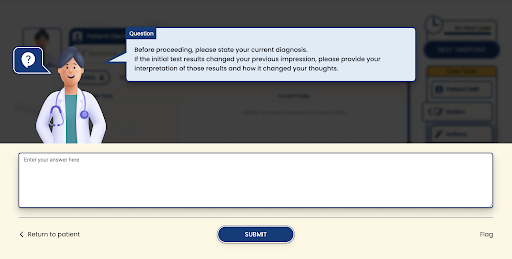 Question
Before proceeding, please state your current diagnosis.
If the initial test results changed your previous impression, please provide your
interpretation of those results and how it changed your thoughts.
?
Enter your answer here
Return to patient
SUBMIT
Flag